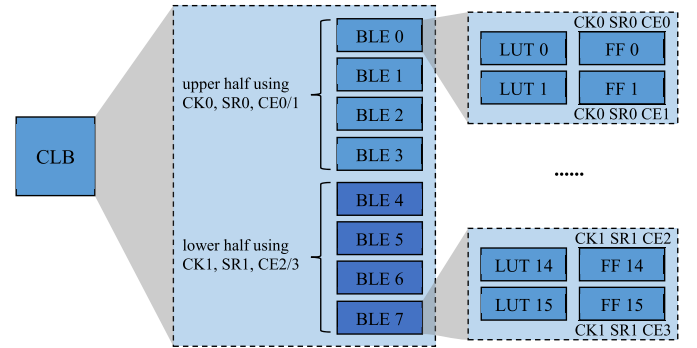 CLB
upper half using
CK0, SR0, CE0/1
lower half using
CK1, SR1, CE2/3
BLE 0
BLE 1
BLE 2
BLE 3
BLE 4
BLE 5
BLE 6
BLE 7
CK0 SR0 CE0
LUT 0 FF 0
LUT 1 FF 1
CK0 SR0 CE1
......
CK1 SR1 CE2
LUT 14 FF 14
LUT 15 FF 15
CK1 SR1 CE3